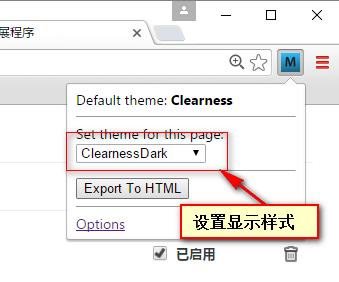 展程序
M
Default theme: Clearness
Set theme for this page:
ClearnessDark
Export To HTML
设置显示样式
Options
已启用